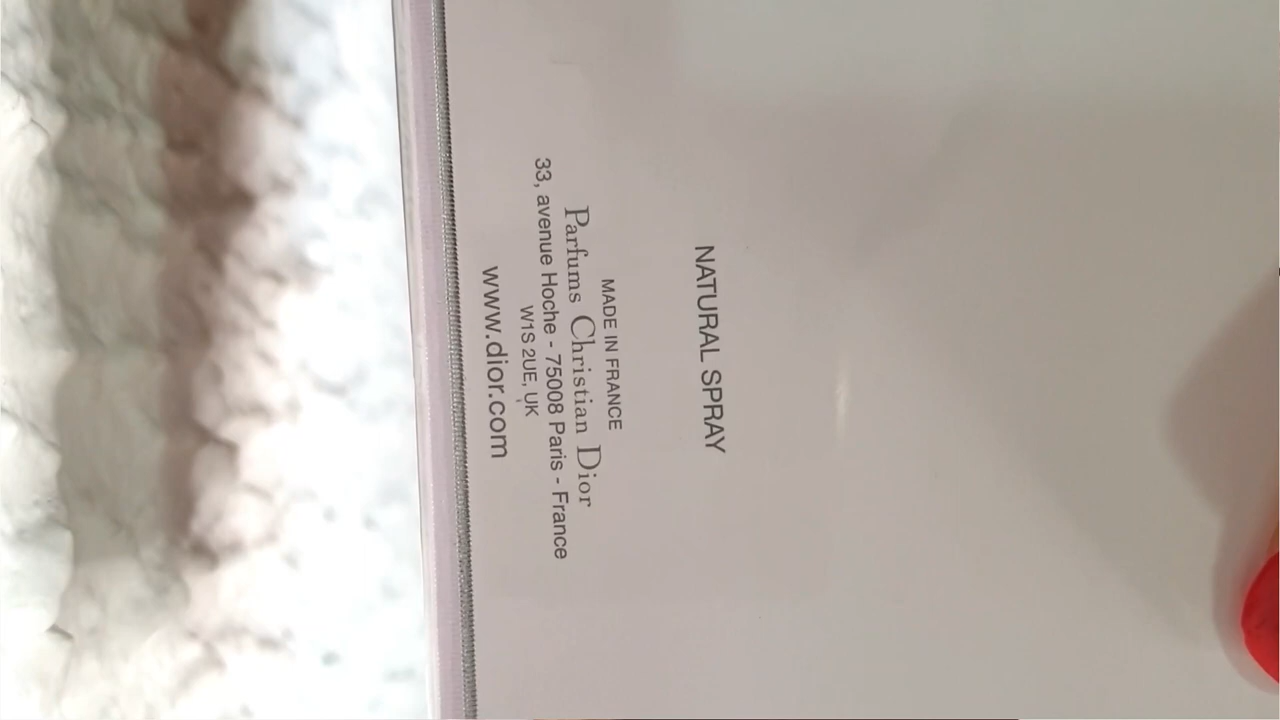 NATURAL SPRAY
MADE IN FRANCE
Parfums Christian Dior
33, avenue Hoche - 75008 Paris - France
W1S 2UE, UK
www.dior.com